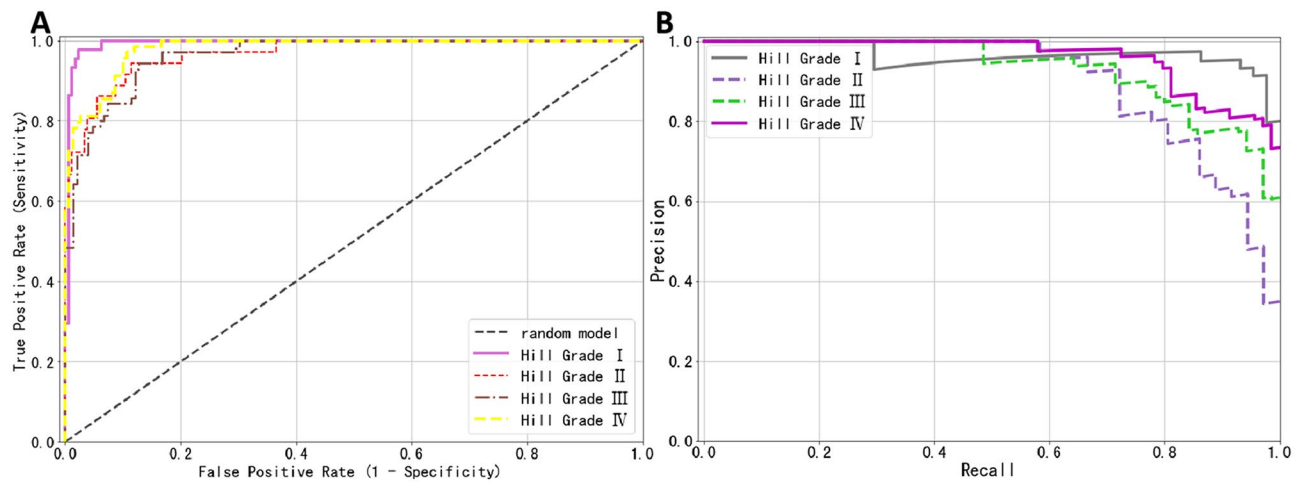 A
1.0
0.8
0.6
0.4
0.2
0.0
True Positive Rate (Sensitivity)
0.0 0.2 0.4 0.6 0.8 1.0
False Positive Rate (1 - Specificity)
random model
Hill Grade Ⅰ
Hill Grade Ⅱ
Hill Grade Ⅲ
Hill Grade Ⅳ
B
1.0
0.8
0.6
0.4
0.2
0.0
Precision
0.0 0.2 0.4 0.6 0.8 1.0
Recall
Hill Grade Ⅰ
Hill Grade Ⅱ
Hill Grade Ⅲ
Hill Grade Ⅳ